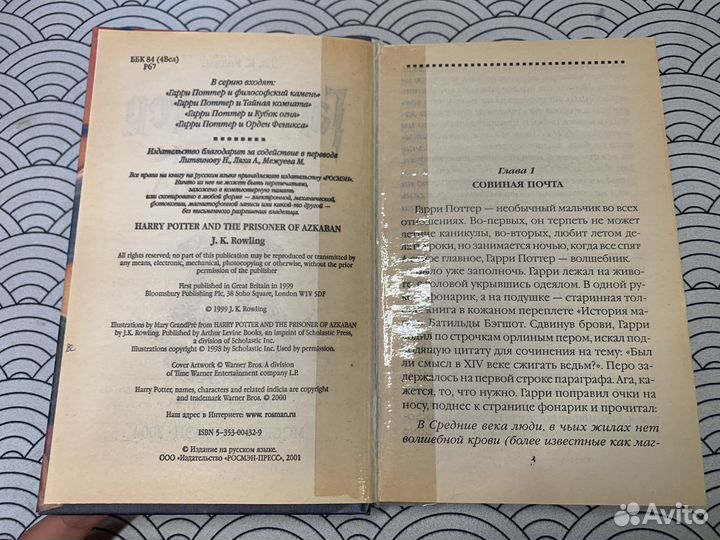 ББК 84 (4Вел)
Р67
В серию входят:
«Гарри Поттер и философский камень»
«Гарри Поттер и Тайная комната»
«Гарри Поттер и Кубок огня»
«Гарри Поттер и Орден Феникса»
Издательство благодарит за содействие в переводе
Литвинову Н., Ляха А., Межуева М.
Все права на книгу на русском языке принадлежат издательству «РОСМЭН».
Ничто из нее не может быть перепечатано,
заложено в компьютерную память
или скопировано в любой форме — электронной, механической,
фотокопии, магнитофонной записи или какой-то другой —
без письменного разрешения владельца.
HARRY POTTER AND THE PRISONER OF AZKABAN
J. K. Rowling
All rights reserved; no part of this publication may be reproduced or transmitted by
any means, electronic, mechanical, photocopying or otherwise, without the prior
permission of the publisher
First published in Great Britain in 1999
Bloomsbury Publishing Plc, 38 Soho Square, London W1V 5DF
© 1999 J. K. Rowling
Illustrations by Mary GrandPré from HARRY POTTER AND THE PRISONER OF AZKABAN
by J.K. Rowling. Published by Arthur Levine Books, an imprint of Scholastic Press,
a division of Scholastic Inc.
Illustrations copyright © 1998 by Scholastic Inc. Used by permission.
Cover Artwork © Warner Bros. A division
of Time Warner Entertainment company L.P.
Harry Potter, names, characters and related indicia are copyright
and trademark Warner Bros. © 2000
Наш адрес в Интернете: www.rosman.ru
ISBN 5-353-00432-9
© Издание на русском языке.
ООО «Издательство «РОСМЭН-ПРЕСС», 2001
Глава 1
СОВИНАЯ ПОЧТА
Гарри Поттер — необычный мальчик во всех
отношениях. Во-первых, он терпеть не может
летние каникулы, во-вторых, любит летом де-
лать уроки, но занимается ночью, когда все спят
главное, Гарри Поттер — волшебник.
ло уже заполночь. Гарри лежал на живо-
оловой укрывшись одеялом. В одной ру-
фонарик, а на подушке — старинная тол-
книга в кожаном переплете «История ма-
Батильды Бэгшот. Сдвинув брови, Гарри
дил по строчкам орлиным пером, искал под-
дящую цитату для сочинения на тему: «Был
ли смысл в XIV веке сжигать ведьм?». Перо за-
держалось на первой строке параграфа. Ага, ка-
жется, то, что нужно. Гарри поправил очки на
носу, поднес к странице фонарик и прочитал:
В Средние века люди, в чьих жилах нет
волшебной крови (более известные как маг-
3
Avito